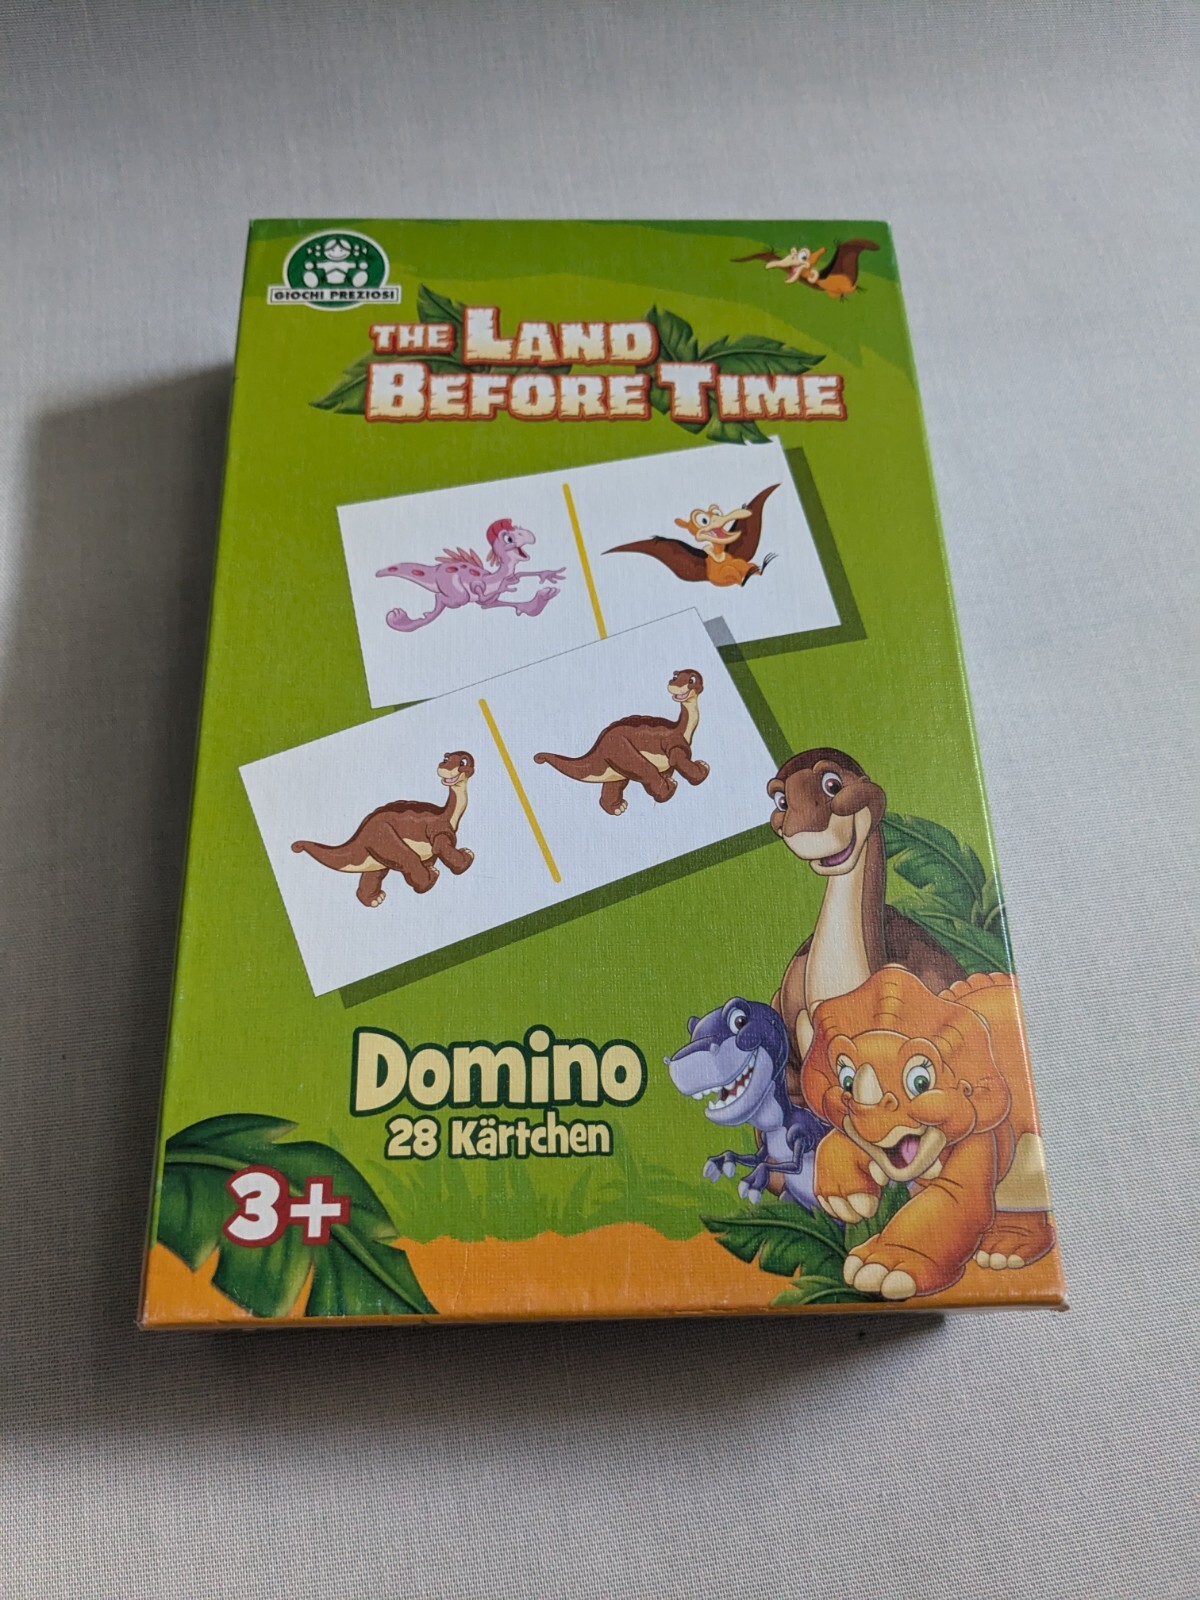 GIOCHI PREZIOSI
THE LAND
BEFORE TIME
Domino
28 Kärtchen
3+